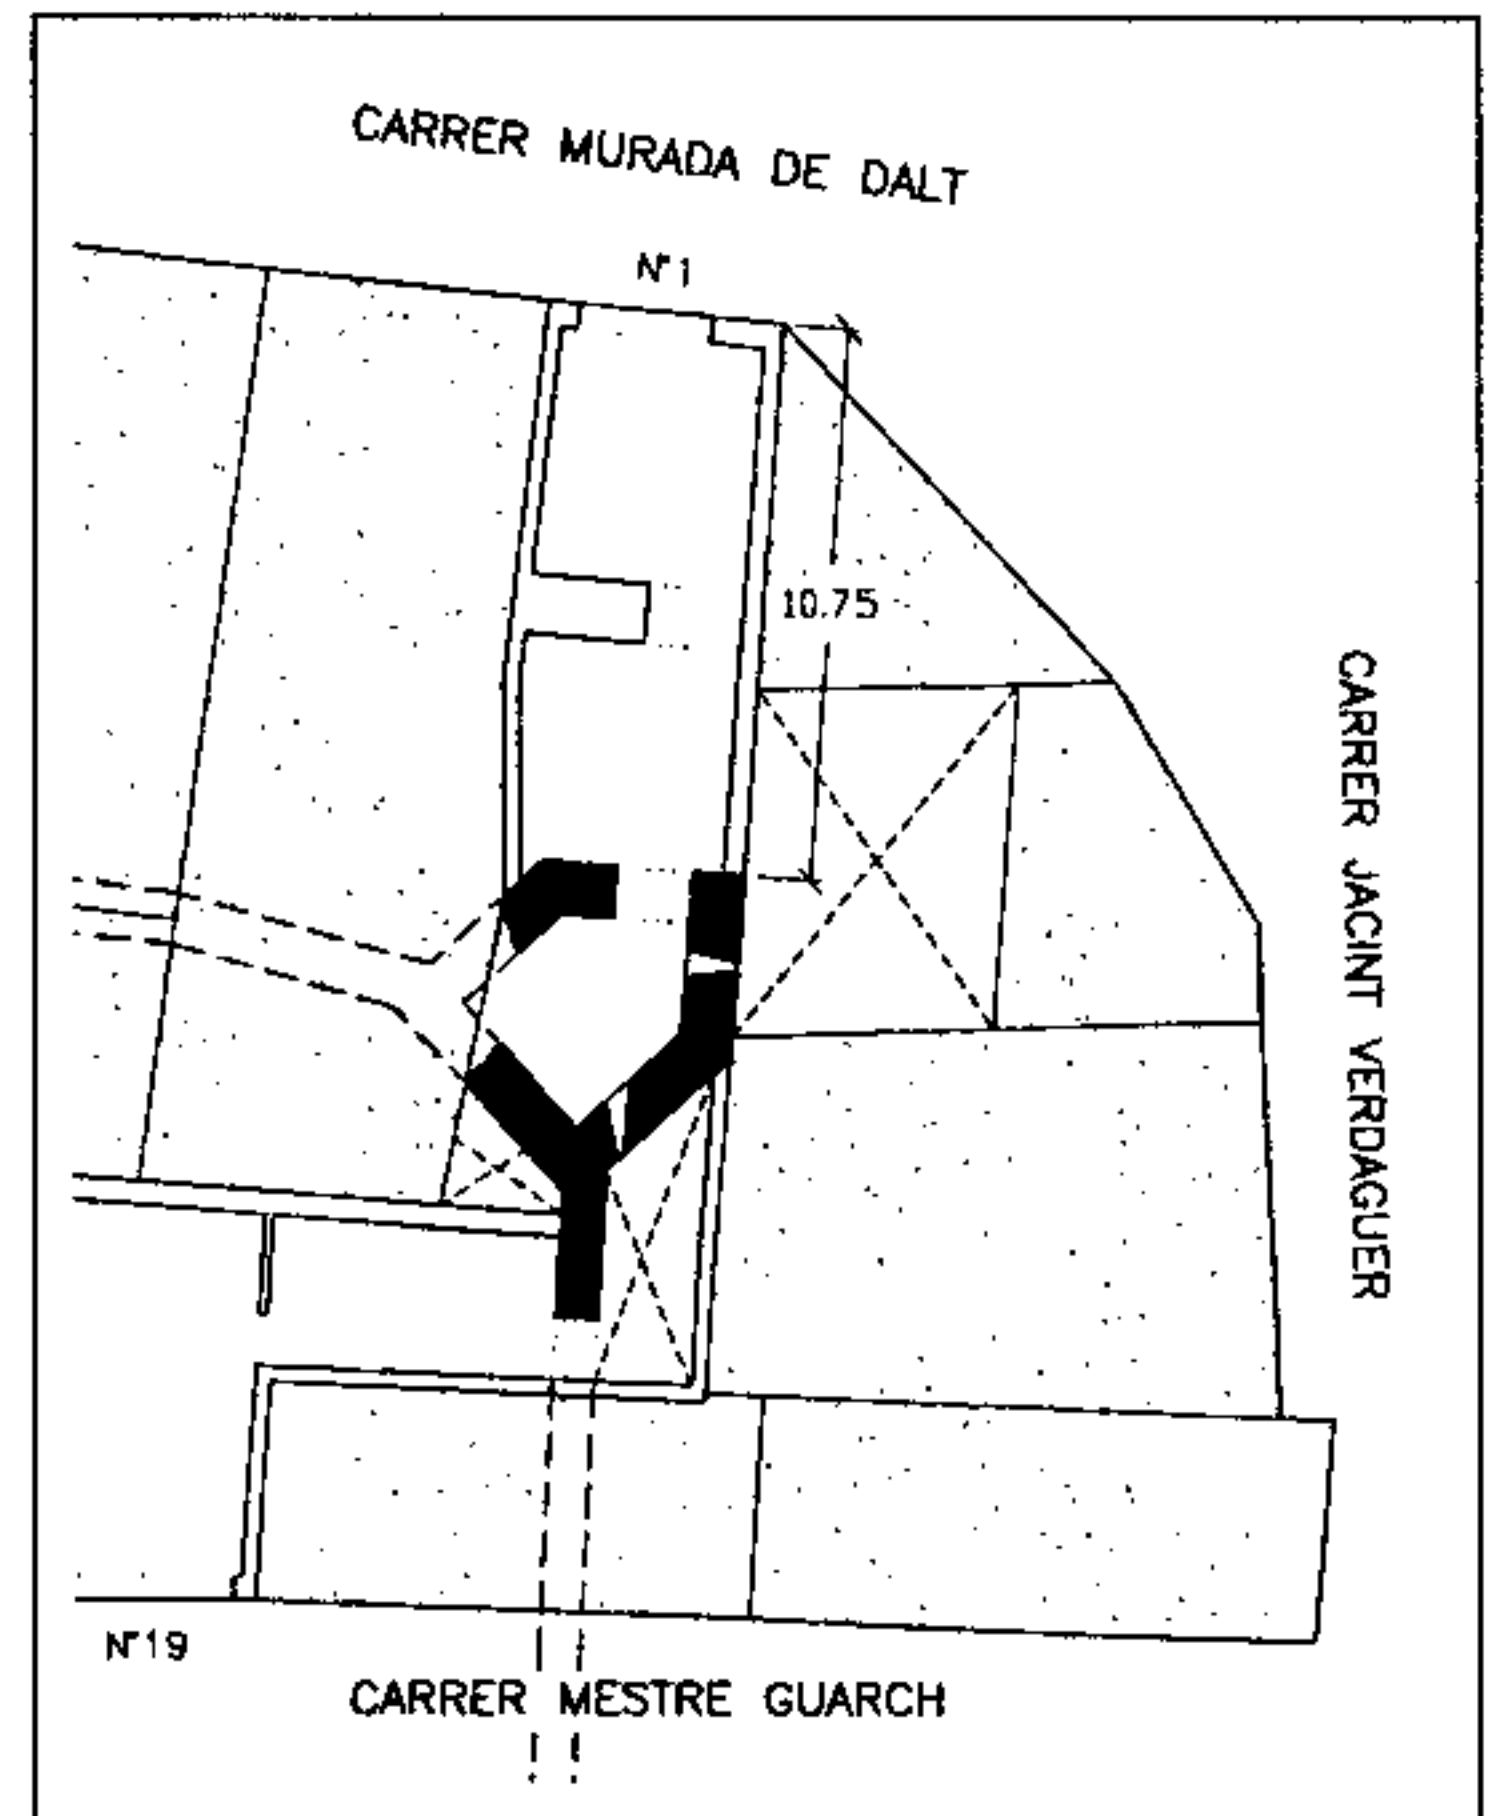 CARRER MURADA DE DALT
N°1
10.75
CARRER JACINT VERDAGUER
N°19
CARRER MESTRE GUARCH